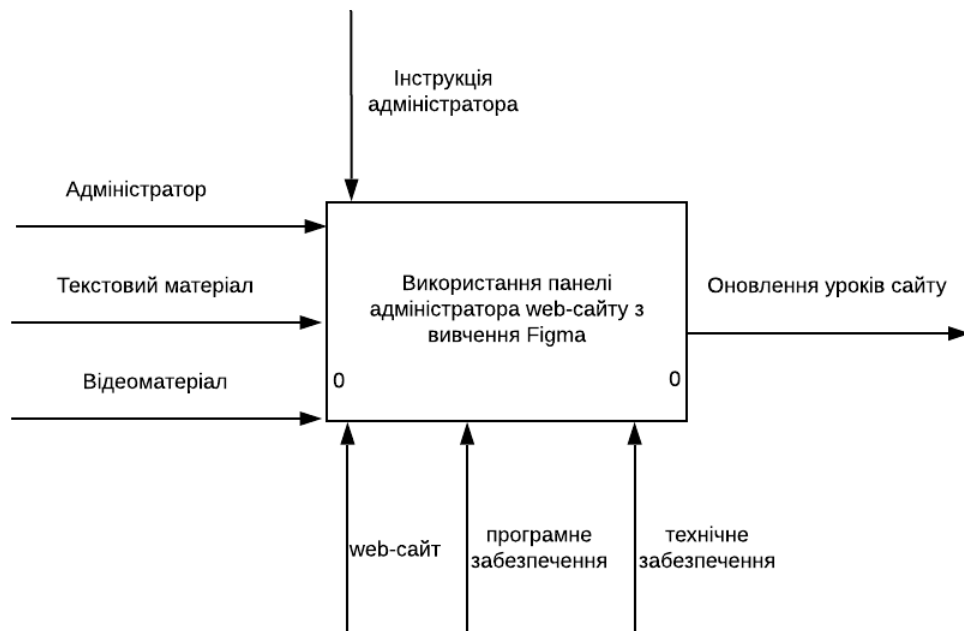 Інструкція
адміністратора
Адміністратор
Текстовий матеріал
Відеоматеріал
Використання панелі
адміністратора web-сайту з
вивчення Figma
0
0
Оновлення уроків сайту
web-сайт
програмне
забезпечення
технічне
забезпечення